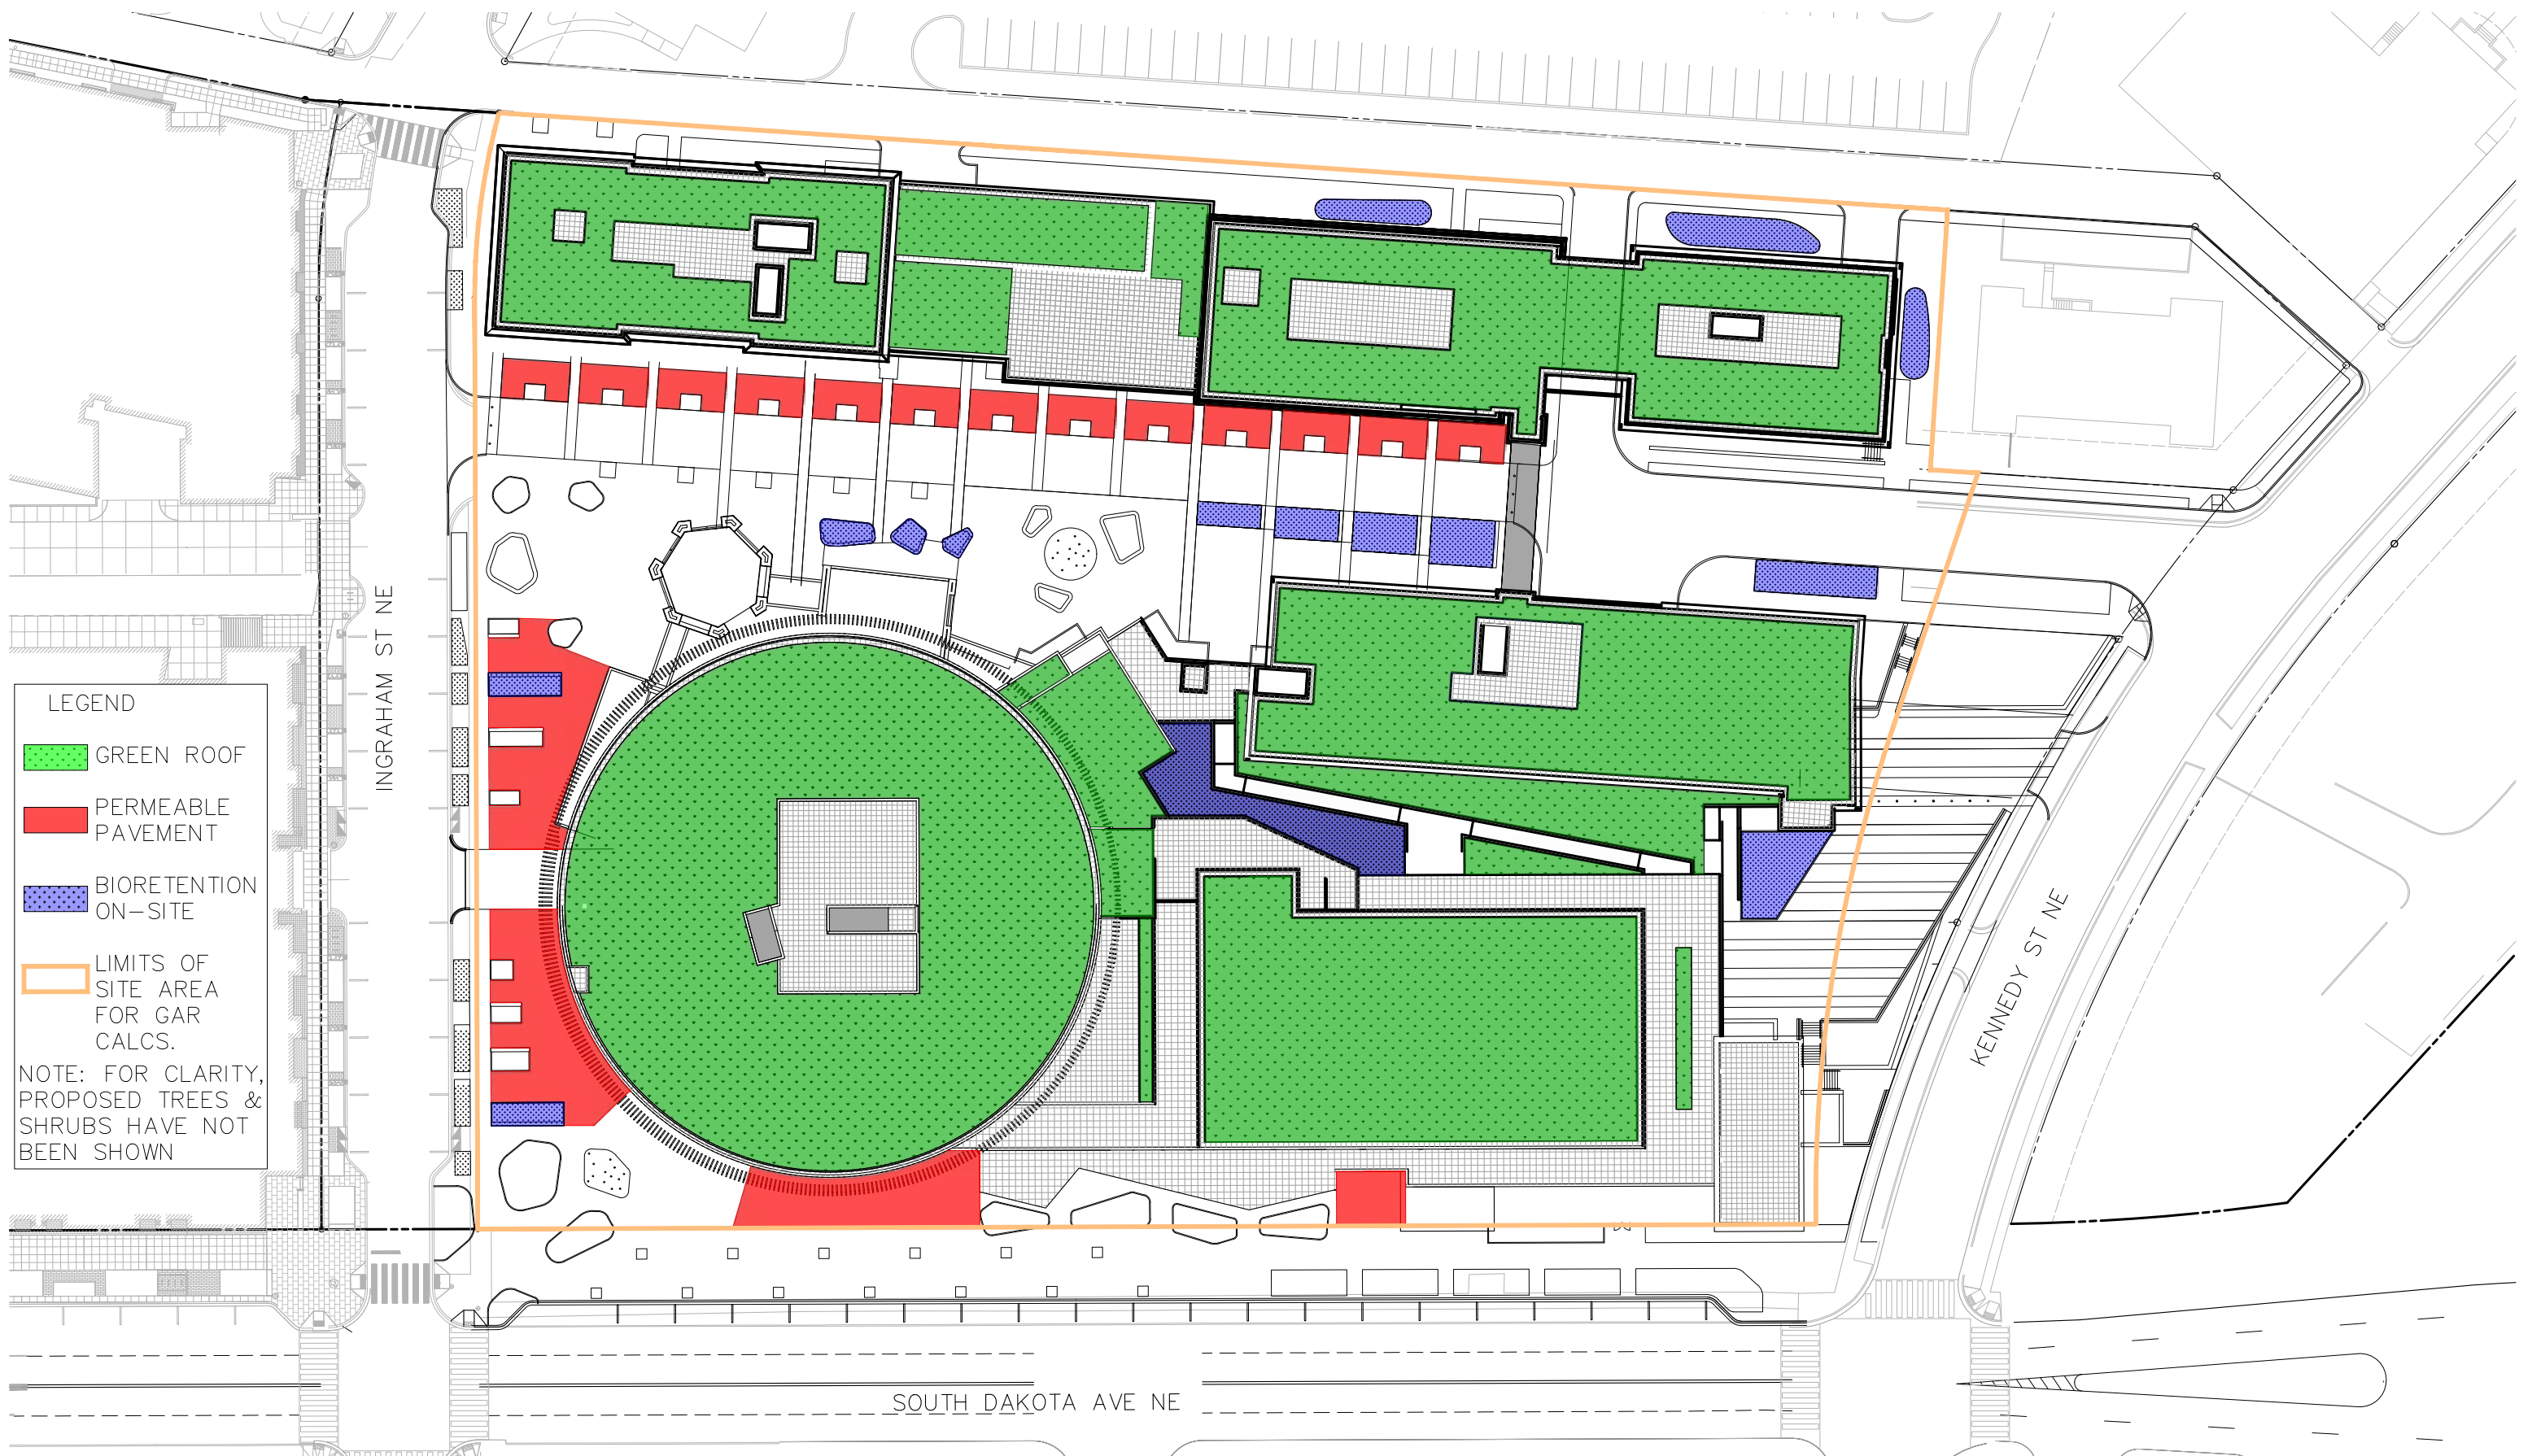 INGRAHAM ST NE
LEGEND
GREEN ROOF
PERMEABLE
PAVEMENT
BIORETENTION
ON-SITE
LIMITS OF
SITE AREA
FOR GAR
CALCS.
NOTE: FOR CLARITY,
PROPOSED TREES &
SHRUBS HAVE NOT
BEEN SHOWN
KENNEDY ST NE
SOUTH DAKOTA AVE NE